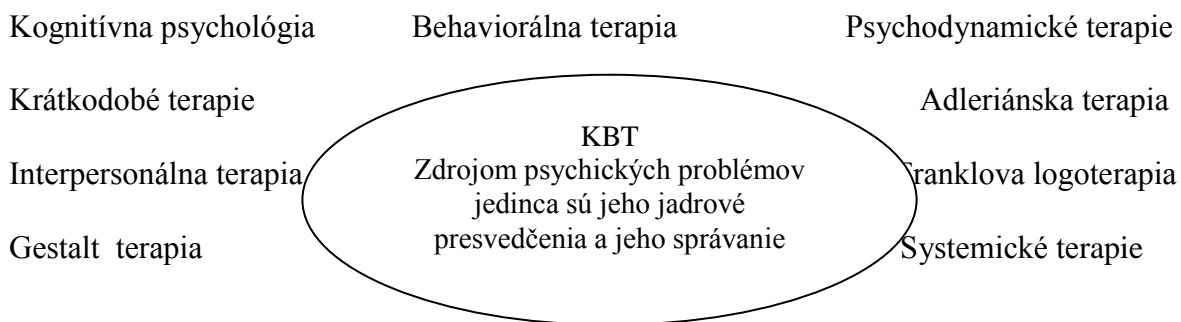 Kognitívna psychológia Behaviorálna terapia Psychodynamické terapie
Krátkodobé terapie Adleriánska terapia
KBT
Interpersonálna terapia Zdrojom psychických problémov Franklova logoterapia
jedinca sú jeho jadrové
Gestalt terapia presvedčenia a jeho správanie Systemické terapie